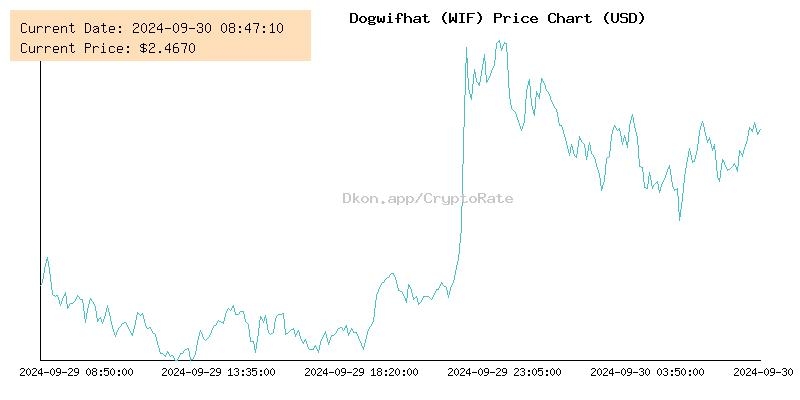 Dogwifhat (WIF) Price Chart (USD)
Current Date: 2024-09-30 08:47:10
Current Price: $2.4670
Dkon.app/CryptoRate
2024-09-29 08:50:00 2024-09-29 13:35:00 2024-09-29 18:20:00 2024-09-29 23:05:00 2024-09-30 03:50:00 2024-09-30